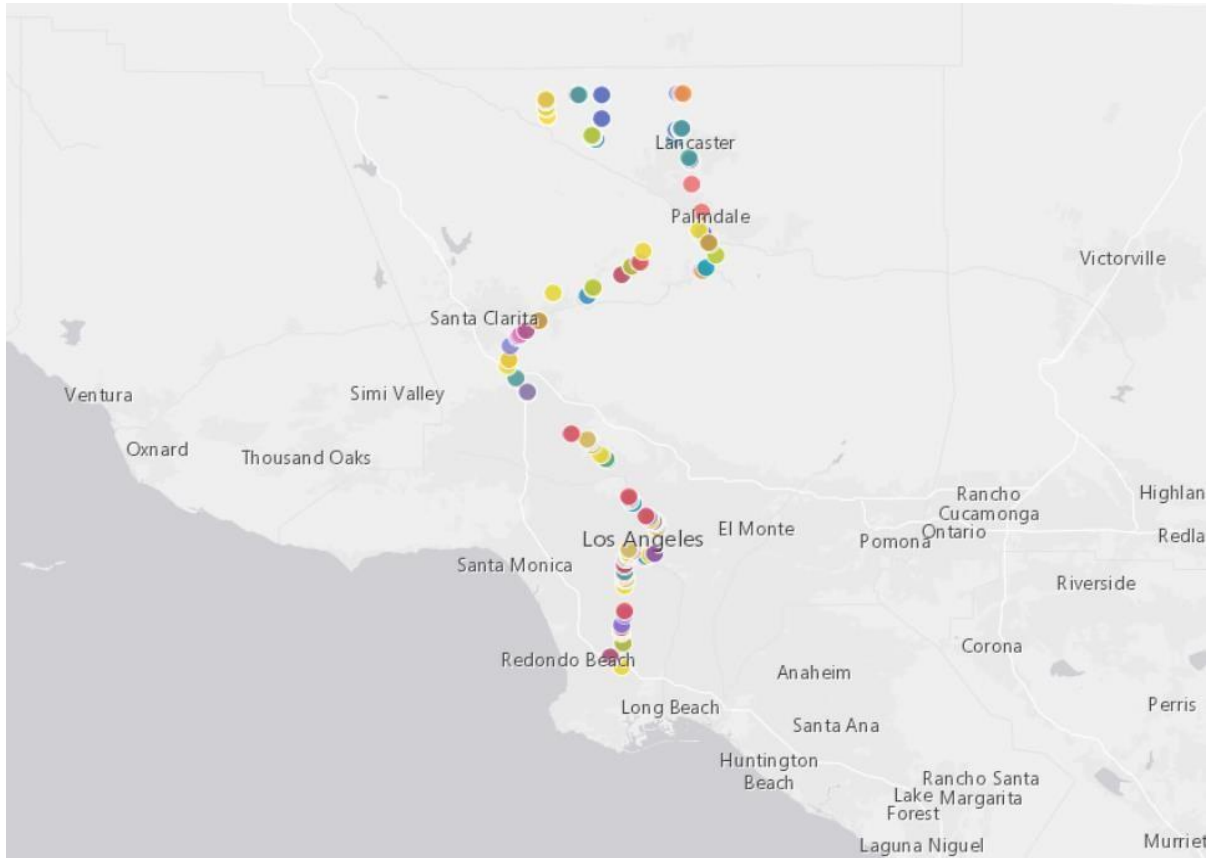 Lancaster
Palmdale
Victorville
Santa Clarita
Ventura
Simi Valley
Oxnard
Thousand Oaks
Rancho
Cucamonga
Highlan
El Monte
Los Angeles
Pomona
Ontario
Redla
Santa Monica
Riverside
Redondo Beach
Corona
Anaheim
Long Beach
Perris
Santa Ana
Huntington
Beach
Rancho Santa
Margarita
Lake
Forest
Laguna Niguel
Murriet